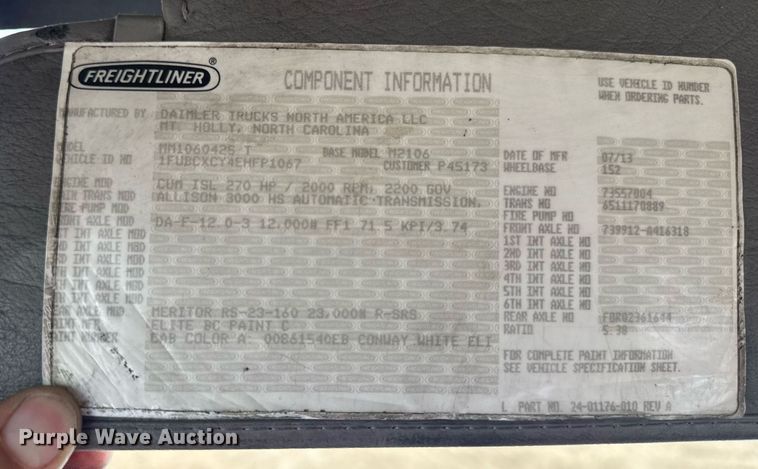 FREIGHTLINER ®
COMPONENT INFORMATION
USE VEHICLE ID NUMBER
WHEN ORDERING PARTS.
MANUFACTURED BY DAIMLER TRUCKS NORTH AMERICA LLC
MT. HOLLY, NORTH CAROLINA
MODEL MM106042S T BASE MODEL M2106
VEHICLE ID NO 1FUBCXCY4EHFP1067 CUSTOMER P45173
DATE OF MFR 07/13
WHEELBASE 152
ENGINE MOD CUM ISL 270 HP / 2000 RPM, 2200 GOV
MAIN TRANS MOD ALLISON 3000 HS AUTOMATIC TRANSMISSION,
FIRE PUMP MOD
FRONT AXLE MOD DA-F-12.0-3 12,000# FF1 71.5 KPI/3.74
1ST INT AXLE MOD
2ND INT AXLE MOD
3RD INT AXLE MOD
4TH INT AXLE MOD
5TH INT AXLE MOD
6TH INT AXLE MOD
REAR AXLE MOD MERITOR RS-23-160 23,000# R-SRS
PAINT MFR ELITE BC PAINT C
PAINT NUMBER CAB COLOR A: 00861540EB CONWAY WHITE ELI
ENGINE NO 73557004
TRANS NO 6511170889
FIRE PUMP NO
FRONT AXLE NO 739912-A416318
1ST INT AXLE NO
2ND INT AXLE NO
3RD INT AXLE NO
4TH INT AXLE NO
5TH INT AXLE NO
6TH INT AXLE NO
REAR AXLE NO FBR02361644
RATIO 5.38
FOR COMPLETE PAINT INFORMATION
SEE VEHICLE SPECIFICATION SHEET.
L PART NO. 24-01176-010 REV A
Purple Wave Auction